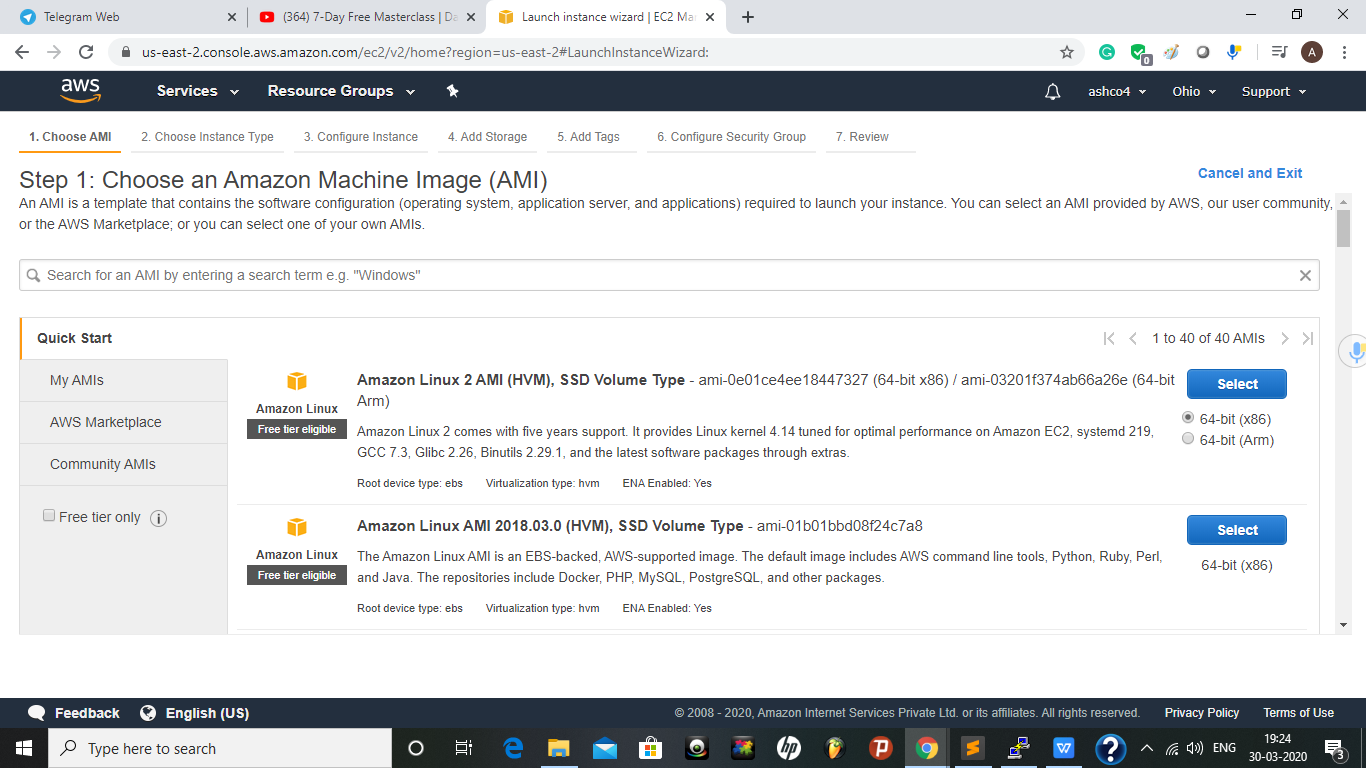 Telegram Web
(364) 7-Day Free Masterclass | Da
Launch instance wizard | EC2 Ma
us-east-2.console.aws.amazon.com/ec2/v2/home?region=us-east-2#LaunchInstanceWizard:
0
A
aws
Services
Resource Groups
ashco4
Ohio
Support
1. Choose AMI
2. Choose Instance Type
3. Configure Instance
4. Add Storage
5. Add Tags
6. Configure Security Group
7. Review
Step 1: Choose an Amazon Machine Image (AMI)
Cancel and Exit
An AMI is a template that contains the software configuration (operating system, application server, and applications) required to launch your instance. You can select an AMI provided by AWS, our user community,
or the AWS Marketplace; or you can select one of your own AMIs.
Search for an AMI by entering a search term e.g. "Windows"
Quick Start
1 to 40 of 40 AMIs
My AMIs
AWS Marketplace
Community AMIs
Free tier only
i
Amazon Linux
Free tier eligible
Amazon Linux 2 AMI (HVM), SSD Volume Type - ami-0e01ce4ee18447327 (64-bit x86) / ami-03201f374ab66a26e (64-bit
Arm)
Amazon Linux 2 comes with five years support. It provides Linux kernel 4.14 tuned for optimal performance on Amazon EC2, systemd 219,
GCC 7.3, Glibc 2.26, Binutils 2.29.1, and the latest software packages through extras.
Root device type: ebs
Virtualization type: hvm
ENA Enabled: Yes
Select
64-bit (x86)
64-bit (Arm)
Amazon Linux
Free tier eligible
Amazon Linux AMI 2018.03.0 (HVM), SSD Volume Type - ami-01b01bbd08f24c7a8
The Amazon Linux AMI is an EBS-backed, AWS-supported image. The default image includes AWS command line tools, Python, Ruby, Perl,
and Java. The repositories include Docker, PHP, MySQL, PostgreSQL, and other packages.
Root device type: ebs
Virtualization type: hvm
ENA Enabled: Yes
Select
64-bit (x86)
Feedback
English (US)
© 2008 - 2020, Amazon Internet Services Private Ltd. or its affiliates. All rights reserved.
Privacy Policy
Terms of Use
Type here to search
hp
W
?
ENG
19:24
30-03-2020
3